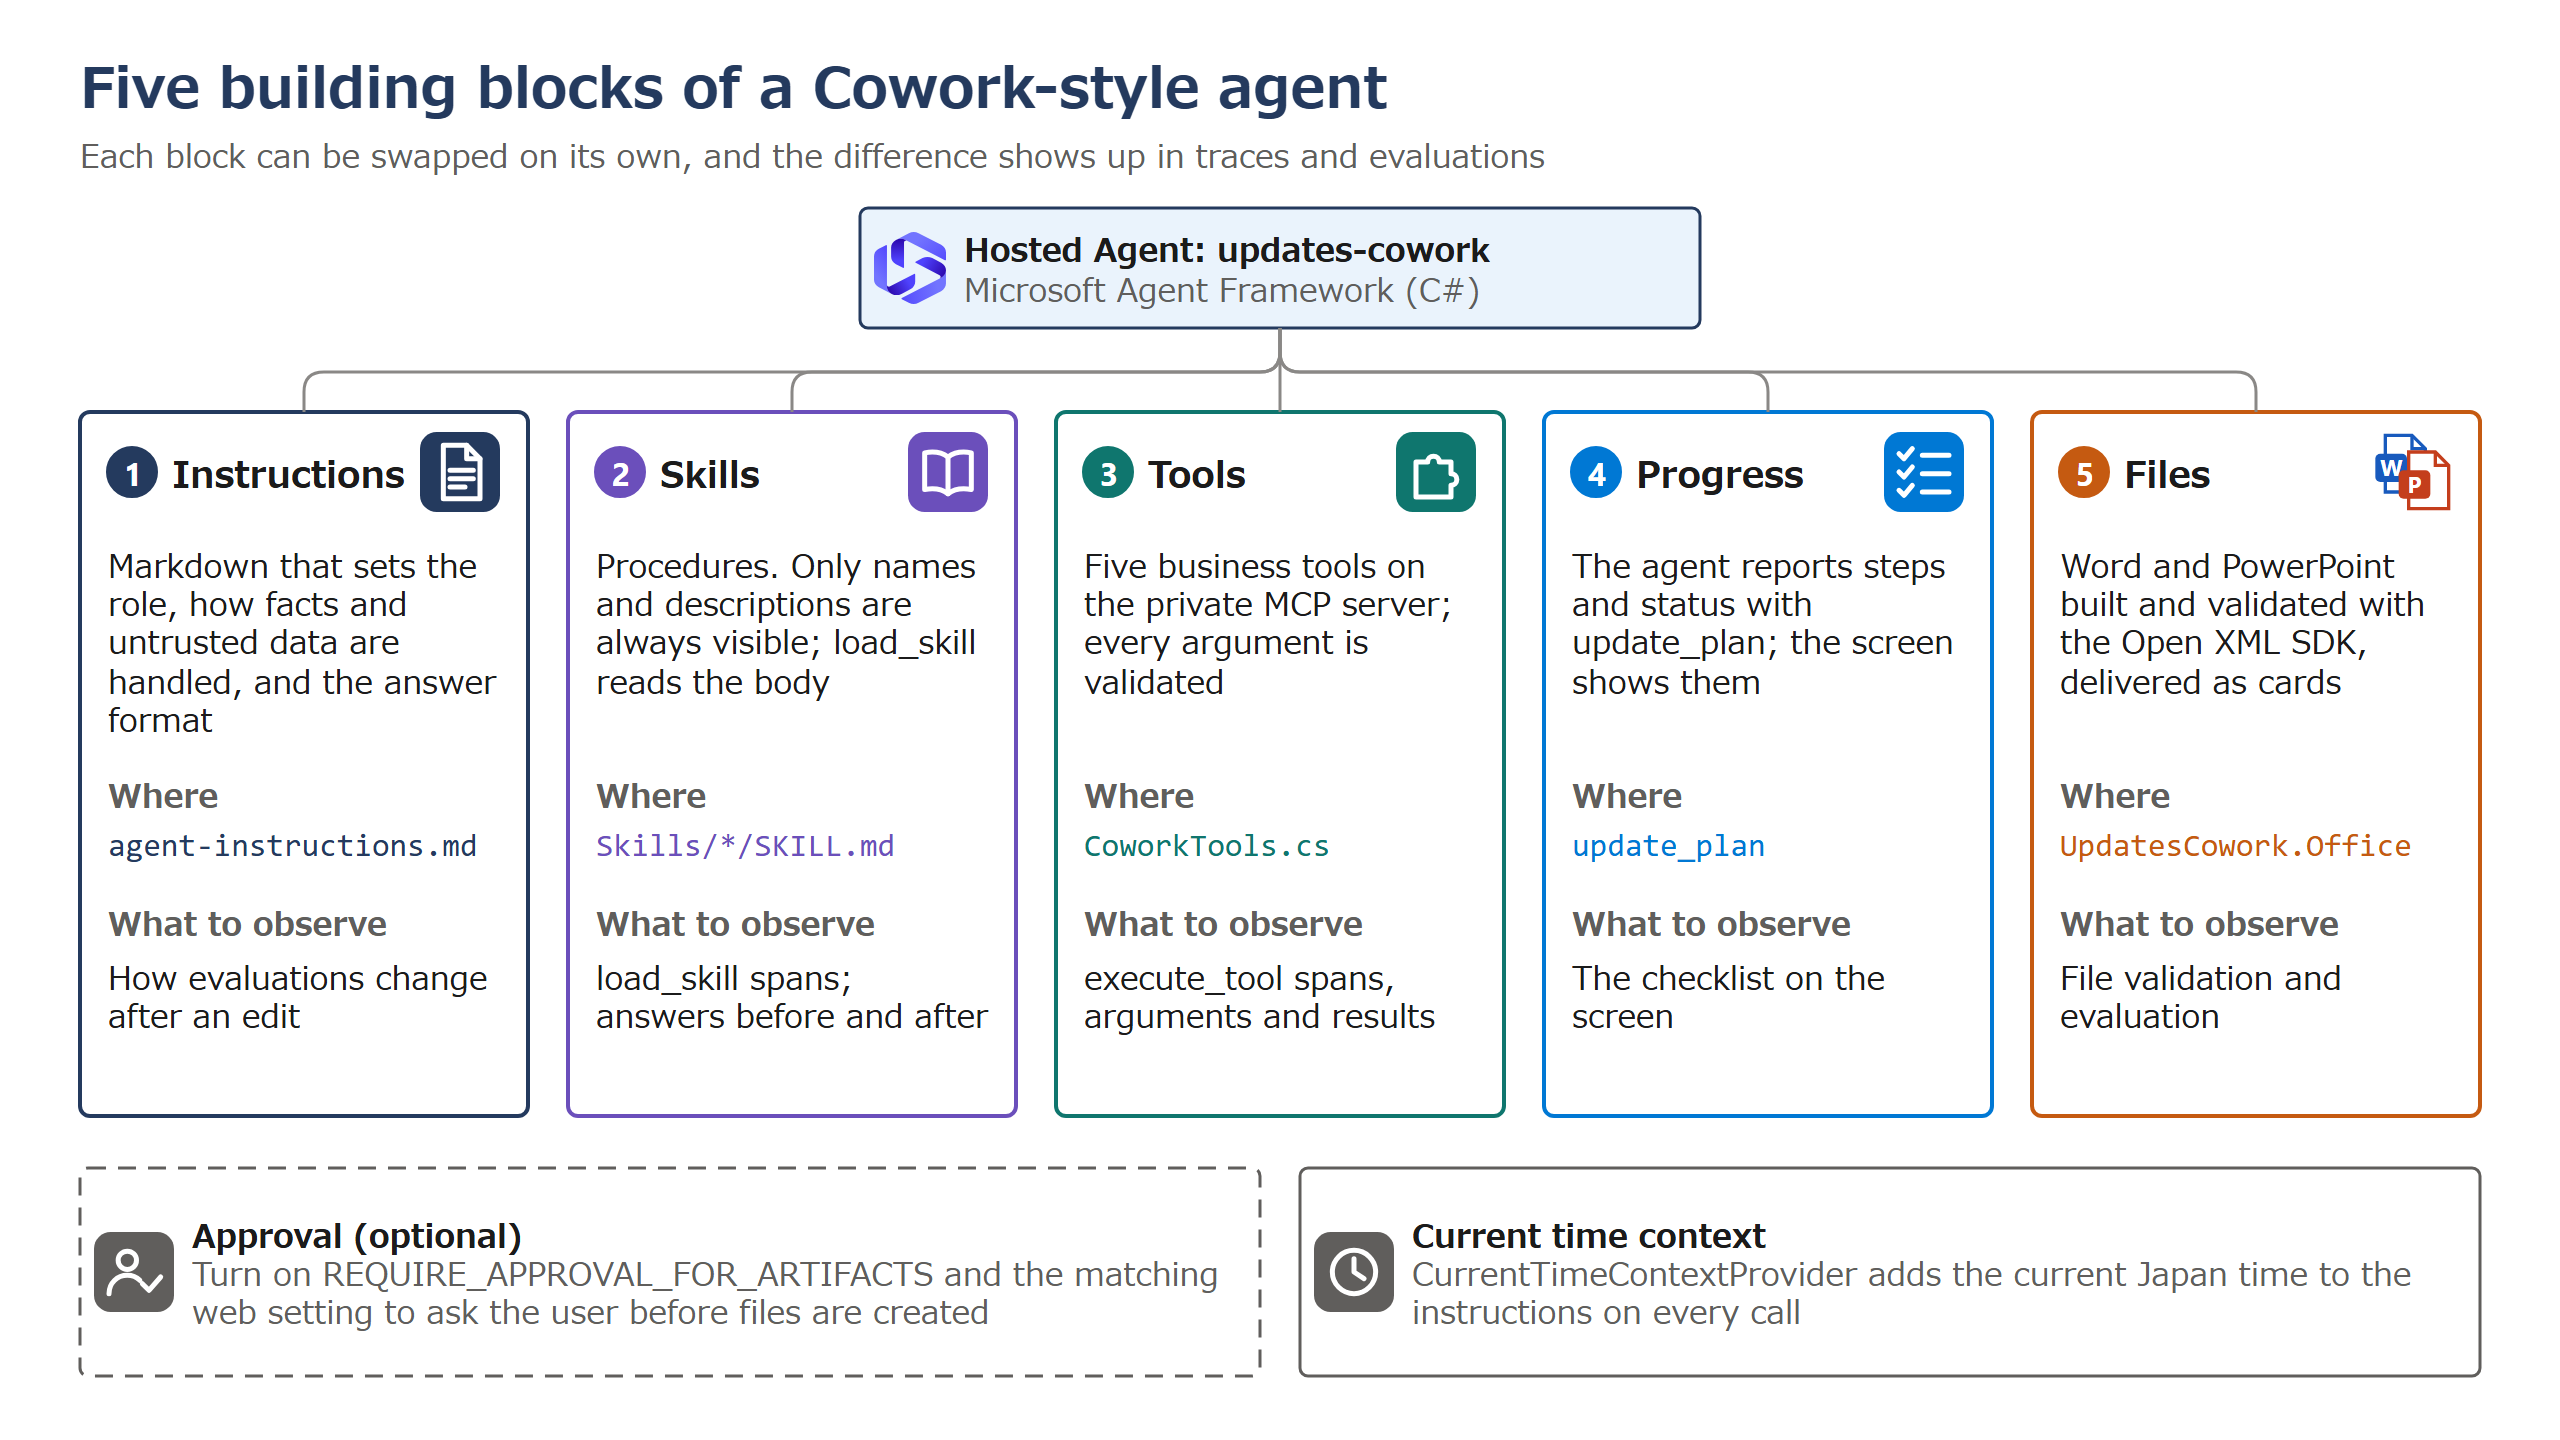 Five building blocks of a Cowork-style agent
Each block can be swapped on its own, and the difference shows up in traces and evaluations
Hosted Agent: updates-cowork
Microsoft Agent Framework (C#)
1 Instructions
Markdown that sets the
role, how facts and
untrusted data are
handled, and the answer
format
Where
agent-instructions.md
What to observe
How evaluations change
after an edit
2 Skills
Procedures. Only names
and descriptions are
always visible; load_skill
reads the body
Where
Skills/*/SKILL.md
What to observe
load_skill spans;
answers before and after
3 Tools
Five business tools on
the private MCP server;
every argument is
validated
Where
CoworkTools.cs
What to observe
execute_tool spans,
arguments and results
4 Progress
The agent reports steps
and status with
update_plan; the screen
shows them
Where
update_plan
What to observe
The checklist on the
screen
5 Files
W
P
Word and PowerPoint
built and validated with
the Open XML SDK,
delivered as cards
Where
UpdatesCowork.Office
What to observe
File validation and
evaluation
Approval (optional)
Turn on REQUIRE_APPROVAL_FOR_ARTIFACTS and the matching
web setting to ask the user before files are created
Current time context
CurrentTimeContextProvider adds the current Japan time to the
instructions on every call